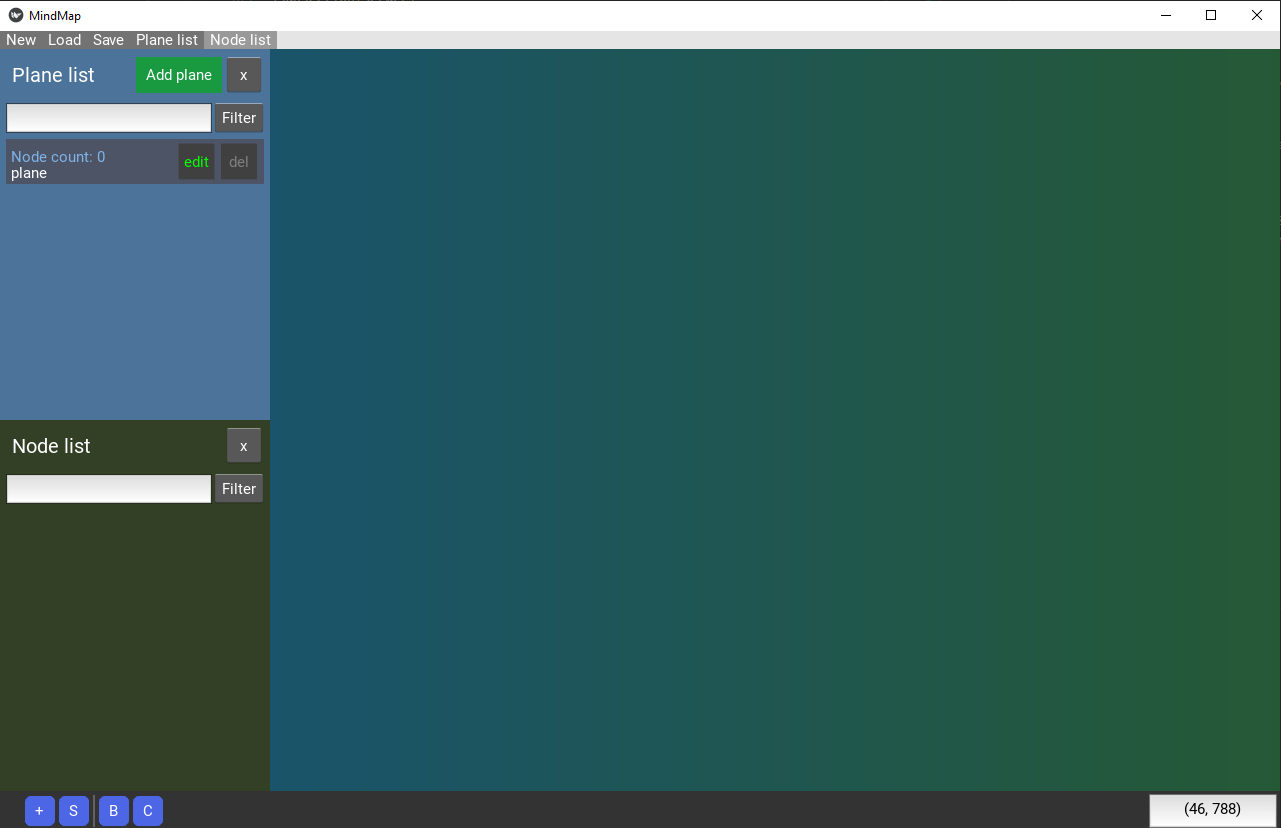 MindMap
New Load Save Plane list Node list
Plane list Add plane x
Filter
Node count: 0
plane
edit del
Node list x
Filter
+ S B C (46, 788)